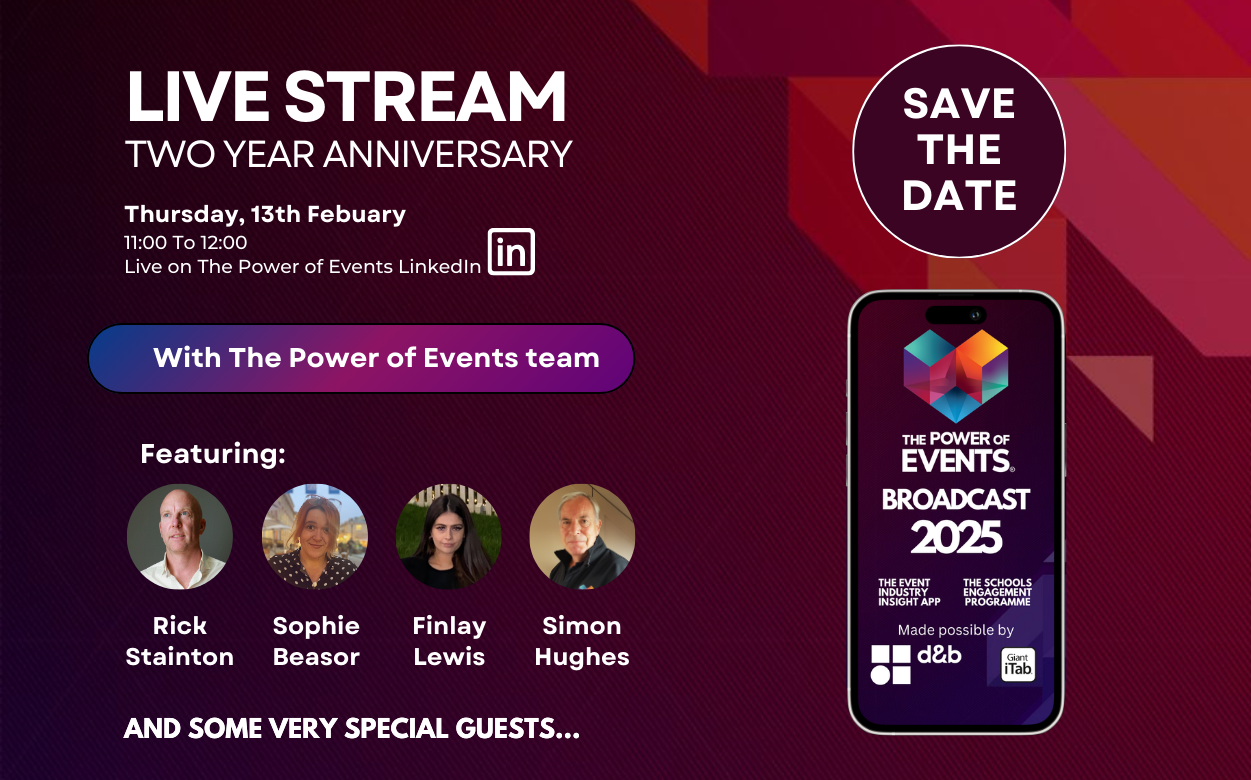 LIVE STREAM
TWO YEAR ANNIVERSARY
Thursday, 13th Febuary
11:00 To 12:00
Live on The Power of Events LinkedIn in
With The Power of Events team
Featuring:
Rick
Stainton
Sophie
Beasor
Finlay
Lewis
Simon
Hughes
AND SOME VERY SPECIAL GUESTS...
SAVE
THE
DATE
THE POWER OF
EVENTS®
BROADCAST
2025
THE EVENT
INDUSTRY
INSIGHT APP
THE SCHOOLS
ENGAGEMENT
PROGRAMME
Made possible by
d&b
Giant
iTab